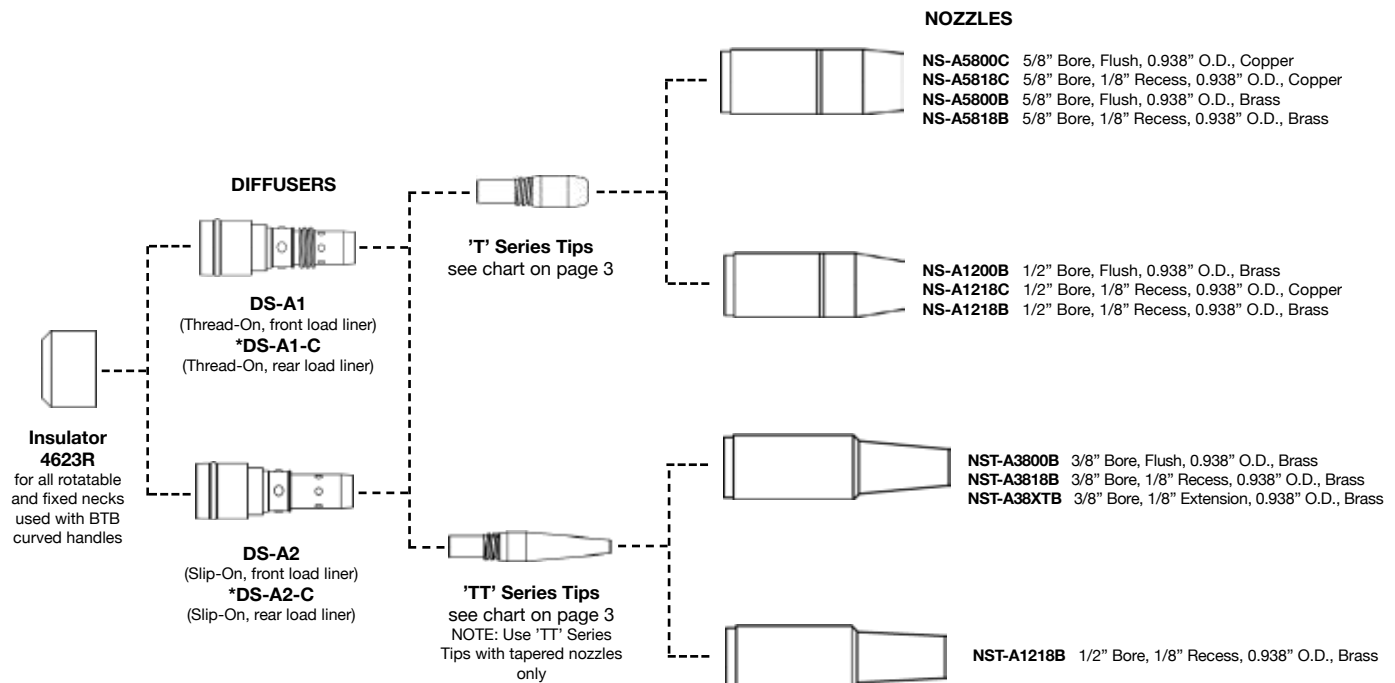 NOZZLES
NS-A5800C 5/8” Bore, Flush, 0.938” O.D., Copper
NS-A5818C 5/8” Bore, 1/8” Recess, 0.938” O.D., Copper
NS-A5800B 5/8” Bore, Flush, 0.938” O.D., Brass
NS-A5818B 5/8” Bore, 1/8” Recess, 0.938” O.D., Brass
DIFFUSERS
’T’ Series Tips
see chart on page 3
NS-A1200B 1/2” Bore, Flush, 0.938” O.D., Brass
NS-A1218C 1/2” Bore, 1/8” Recess, 0.938” O.D., Copper
NS-A1218B 1/2” Bore, 1/8” Recess, 0.938” O.D., Brass
DS-A1
(Thread-On, front load liner)
*DS-A1-C
(Thread-On, rear load liner)
Insulator
4623R
for all rotatable
and fixed necks
used with BTB
curved handles
NST-A3800B 3/8” Bore, Flush, 0.938” O.D., Brass
NST-A3818B 3/8” Bore, 1/8” Recess, 0.938” O.D., Brass
NST-A38XTB 3/8” Bore, 1/8” Extension, 0.938” O.D., Brass
DS-A2
(Slip-On, front load liner)
*DS-A2-C
(Slip-On, rear load liner)
’TT’ Series Tips
see chart on page 3
NOTE: Use ’TT’ Series
Tips with tapered nozzles
only
NST-A1218B 1/2” Bore, 1/8” Recess, 0.938” O.D., Brass